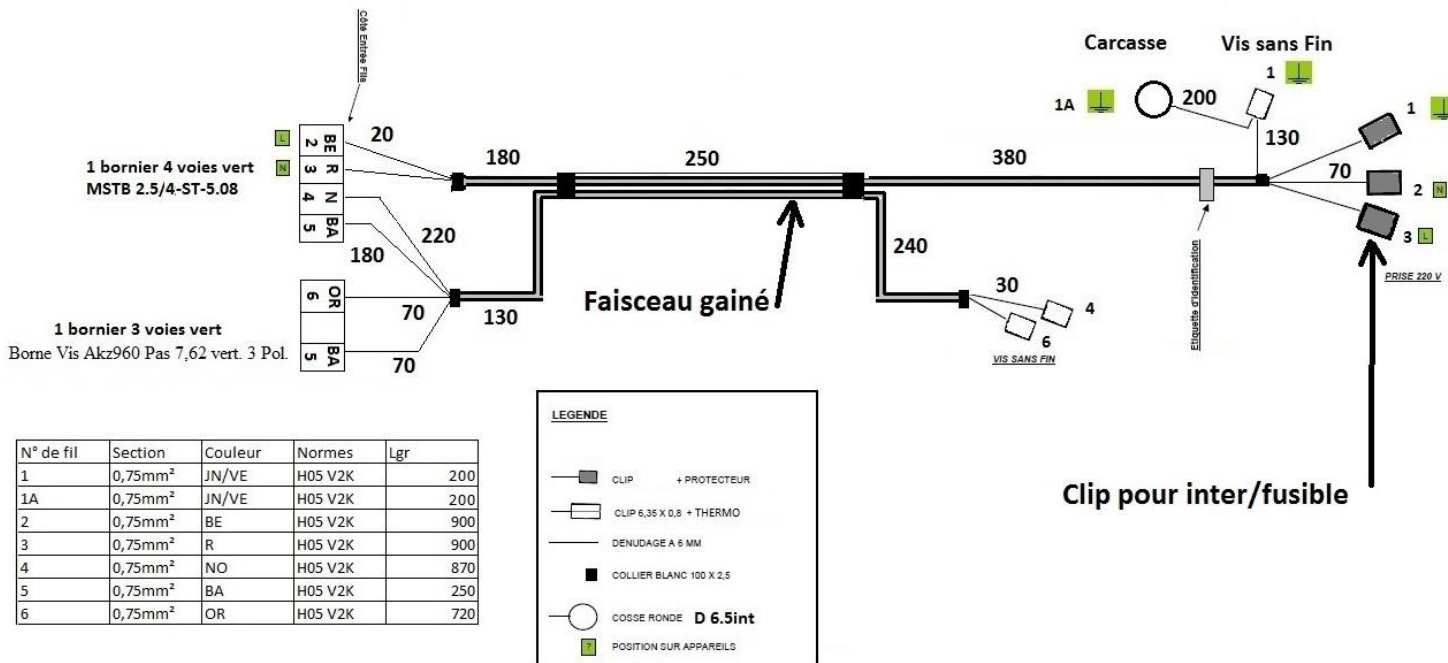 Côté Entrée Fils
Carcasse
Vis sans Fin
1A
200
1
130
1
70
2 N
3 L
PRISE 220 V
1 bornier 4 voies vert
MSTB 2.5/4-ST-5.08
L
N
2 BE
3 R
4 N
5 BA
20
180
250
380
220
180
240
6 OR
5 BA
70
70
130
1 bornier 3 voies vert
Borne Vis Akz960 Pas 7,62 vert. 3 Pol.
Faisceau gainé
30
4
6
VIS SANS FIN
Etiquette d'identification
Clip pour inter/fusible
N° de fil Section Couleur Normes Lgr
1 0,75mm² JN/VE H05 V2K 200
1A 0,75mm² JN/VE H05 V2K 200
2 0,75mm² BE H05 V2K 900
3 0,75mm² R H05 V2K 900
4 0,75mm² NO H05 V2K 870
5 0,75mm² BA H05 V2K 250
6 0,75mm² OR H05 V2K 720
LEGENDE
CLIP + PROTECTEUR
CLIP 6,35 X 0,8 + THERMO
DENUDAGE A 6 MM
COLLIER BLANC 100 X 2,5
COSSE RONDE D 6.5int
? POSITION SUR APPAREILS